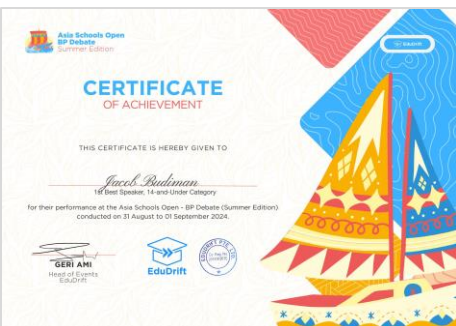 Asia Schools Open
BP Debate
Summer Edition
CERTIFICATE
OF ACHIEVEMENT
THIS CERTIFICATE IS HEREBY GIVEN TO
Jacob Budiman
1st Best Speaker, 14-and-Under Category
for their performance at the Asia Schools Open - BP Debate (Summer Edition)
conducted on 31 August to 01 September 2024.
GERI AMI
Head of Events
EduDrift
EduDrift
EDUDRIFT PTE. LTD.